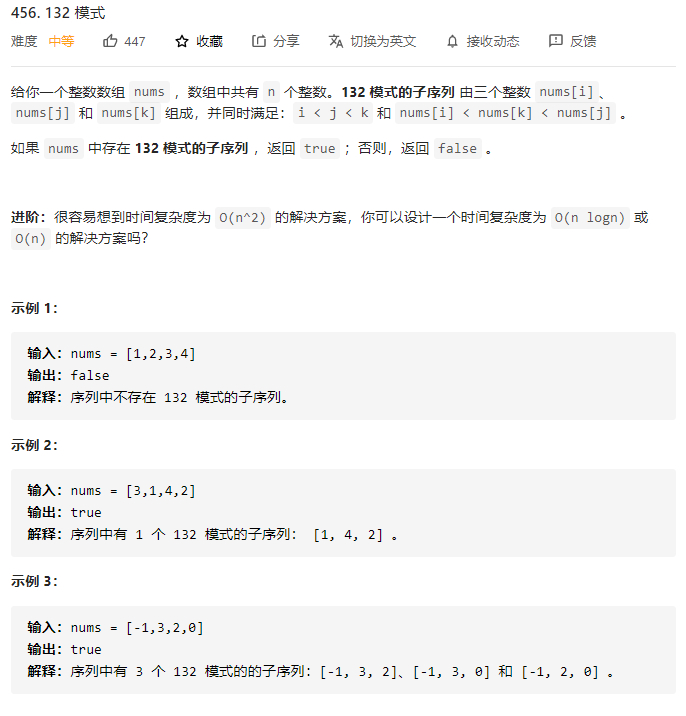 456. 132 模式
难度 中等 447 收藏 分享 切换为英文 接收动态 反馈
给你一个整数数组 nums ，数组中共有 n 个整数。132 模式的子序列 由三个整数 nums[i]、
nums[j] 和 nums[k] 组成，并同时满足：i < j < k 和 nums[i] < nums[k] < nums[j] 。
如果 nums 中存在 132 模式的子序列 ，返回 true ；否则，返回 false 。
进阶：很容易想到时间复杂度为 O(n^2) 的解决方案，你可以设计一个时间复杂度为 O(n logn) 或
O(n) 的解决方案吗？
示例 1：
输入：nums = [1,2,3,4]
输出：false
解释：序列中不存在 132 模式的子序列。
示例 2：
输入：nums = [3,1,4,2]
输出：true
解释：序列中有 1 个 132 模式的子序列： [1, 4, 2] 。
示例 3：
输入：nums = [-1,3,2,0]
输出：true
解释：序列中有 3 个 132 模式的的子序列：[-1, 3, 2]、[-1, 3, 0] 和 [-1, 2, 0] 。